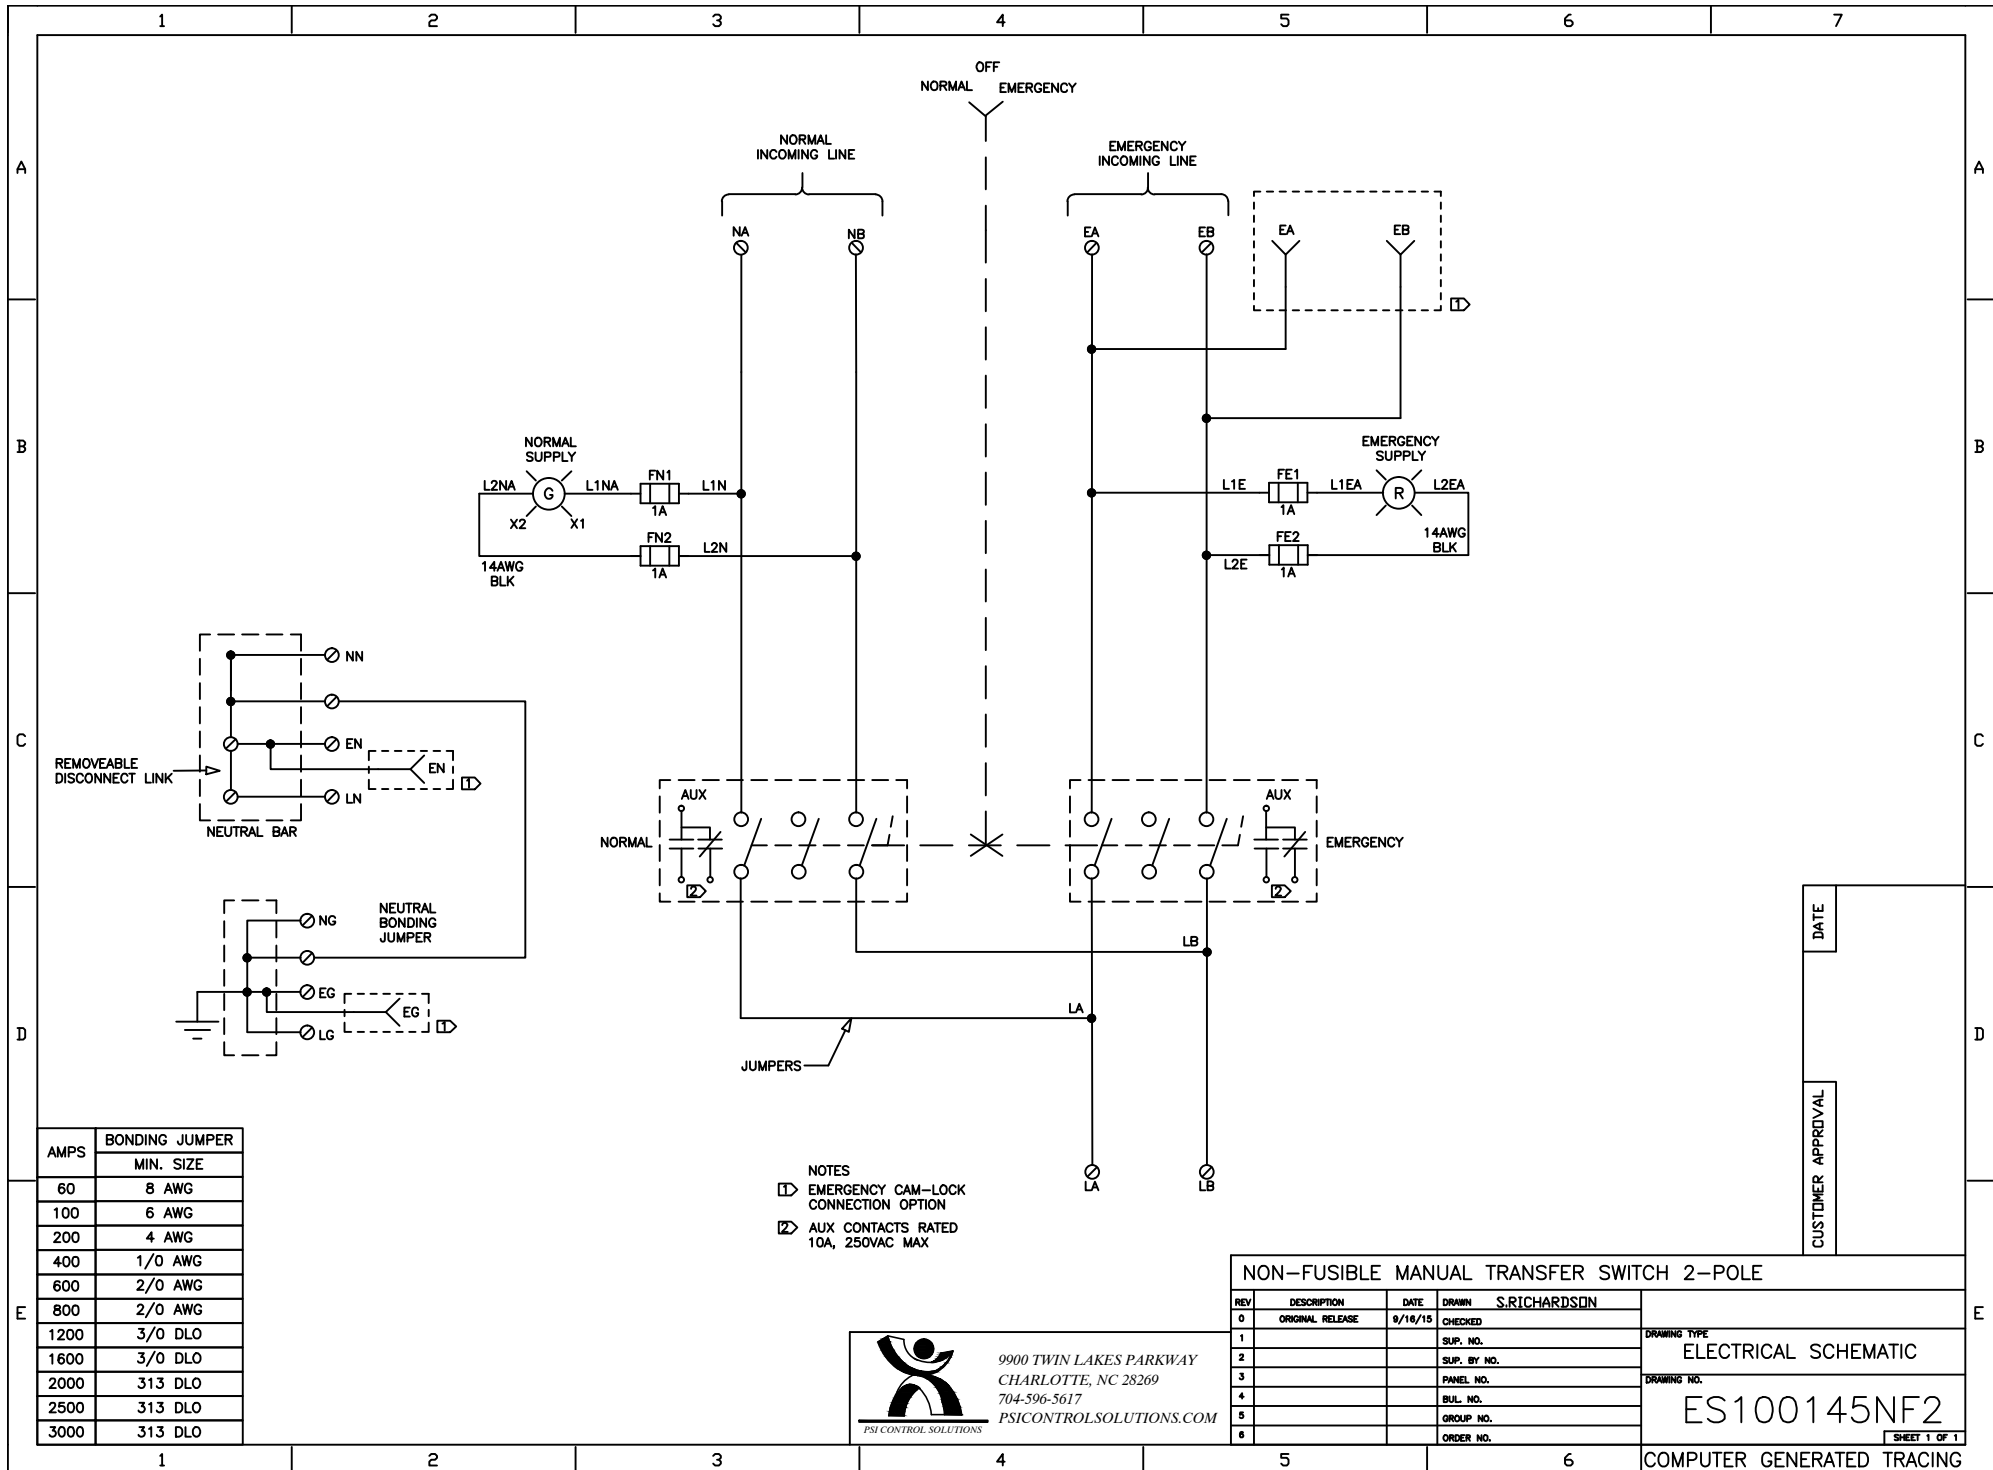 1 2 3 4 5 6 7
OFF
NORMAL EMERGENCY
NORMAL
INCOMING LINE
EMERGENCY
INCOMING LINE
A
A
NA
NB
EA
EB
EA
EB
1
B
B
NORMAL
SUPPLY
L2NA
G
L1NA
FN1
1A
L1N
X2
X1
FN2
1A
L2N
14AWG
BLK
EMERGENCY
SUPPLY
L1E
FE1
1A
L1EA
R
L2EA
14AWG
BLK
FE2
1A
L2E
C
C
NN
EN
EN
1
LN
REMOVEABLE
DISCONNECT LINK
NEUTRAL BAR
NORMAL
AUX
2
AUX
2
EMERGENCY
D
D
NG
NEUTRAL
BONDING
JUMPER
EG
EG
1
LG
LB
LA
JUMPERS
LA
LB
DATE
CUSTOMER APPROVAL
AMPS BONDING JUMPER
MIN. SIZE
60 8 AWG
100 6 AWG
200 4 AWG
400 1/0 AWG
600 2/0 AWG
800 2/0 AWG
1200 3/0 DLO
1600 3/0 DLO
2000 313 DLO
2500 313 DLO
3000 313 DLO
NOTES
1 EMERGENCY CAM-LOCK
CONNECTION OPTION
2 AUX CONTACTS RATED
10A, 250VAC MAX
E
E
PSI CONTROL SOLUTIONS
9900 TWIN LAKES PARKWAY
CHARLOTTE, NC 28269
704-596-5617
PSICONTROLSOLUTIONS.COM
NON-FUSIBLE MANUAL TRANSFER SWITCH 2-POLE
REV DESCRIPTION DATE DRAWN S.RICHARDSON
0 ORIGINAL RELEASE 9/16/15 CHECKED
1 SUP. NO.
2 SUP. BY NO.
3 PANEL NO.
4 BUL. NO.
5 GROUP NO.
6 ORDER NO.
DRAWING TYPE
ELECTRICAL SCHEMATIC
DRAWING NO.
ES100145NF2
SHEET 1 OF 1
COMPUTER GENERATED TRACING
1 2 3 4 5 6